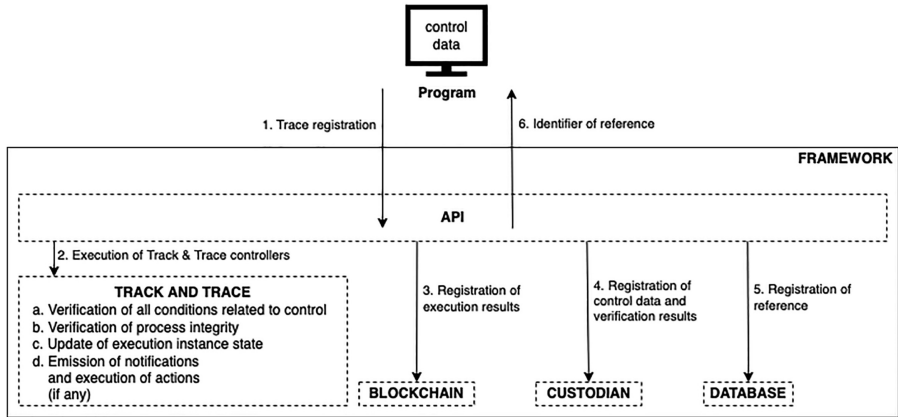 control
data
Program
1. Trace registration
6. Identifier of reference
FRAMEWORK
API
2. Execution of Track & Trace controllers
TRACK AND TRACE
a. Verification of all conditions related to control
b. Verification of process integrity
c. Update of execution instance state
d. Emission of notifications
and execution of actions
(if any)
3. Registration of
execution results
4. Registration of
control data and
verification results
5. Registration of
reference
BLOCKCHAIN
CUSTODIAN
DATABASE